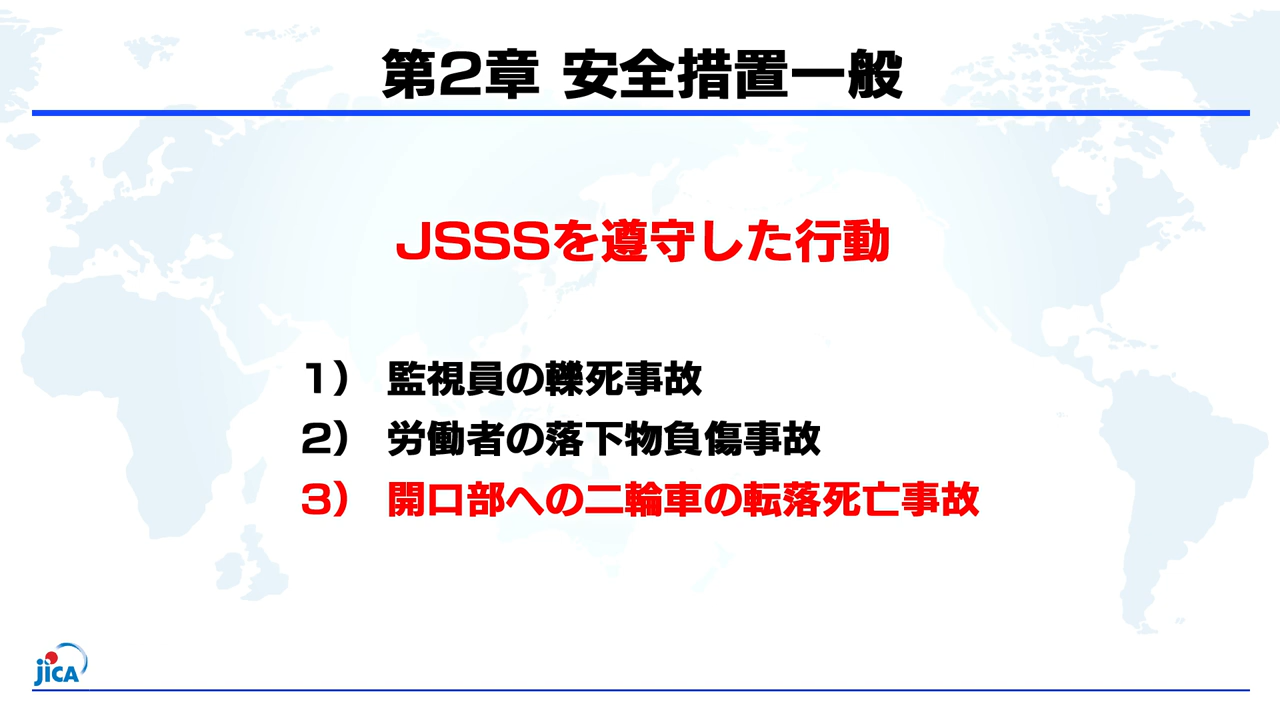 第2章 安全措置一般
JSSSを遵守した行動
1) 監視員の轢死事故
2) 労働者の落下物負傷事故
3) 開口部への二輪車の転落死亡事故
jICA